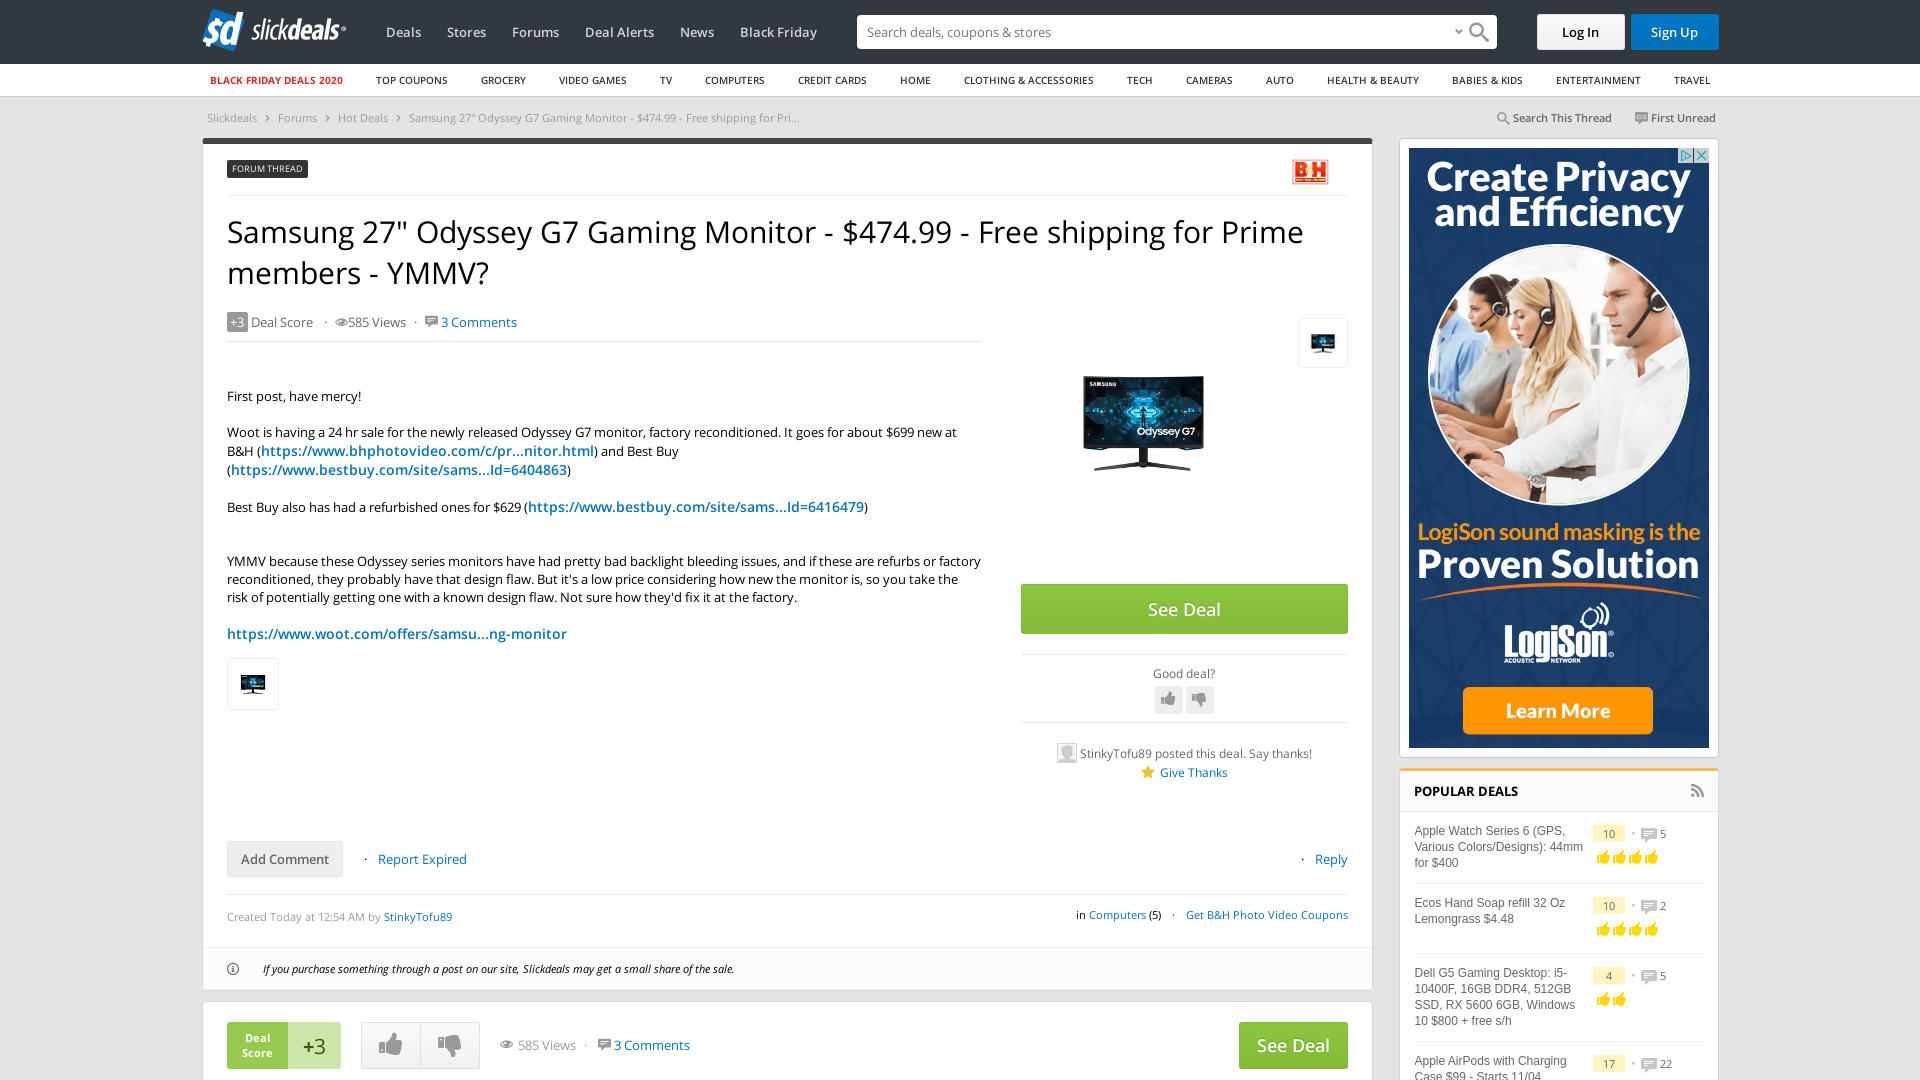 sd slickdeals
Deals Stores Forums Deal Alerts News Black Friday
Search deals, coupons & stores
Log In Sign Up
BLACK FRIDAY DEALS 2020 TOP COUPONS GROCERY VIDEO GAMES TV COMPUTERS CREDIT CARDS HOME CLOTHING & ACCESSORIES TECH CAMERAS AUTO HEALTH & BEAUTY BABIES & KIDS ENTERTAINMENT TRAVEL
Slickdeals › Forums › Hot Deals › Samsung 27" Odyssey G7 Gaming Monitor - $474.99 - Free shipping for Pri...
Search This Thread First Unread
FORUM THREAD
B&H
Samsung 27" Odyssey G7 Gaming Monitor - $474.99 - Free shipping for Prime
members - YMMV?
+3 Deal Score · 585 Views · 3 Comments
First post, have mercy!
Woot is having a 24 hr sale for the newly released Odyssey G7 monitor, factory reconditioned. It goes for about $699 new at
B&H (https://www.bhphotovideo.com/c/pr...nitor.html) and Best Buy
(https://www.bestbuy.com/site/sams...Id=6404863)
Best Buy also has had a refurbished ones for $629 (https://www.bestbuy.com/site/sams...Id=6416479)
YMMV because these Odyssey series monitors have had pretty bad backlight bleeding issues, and if these are refurbs or factory
reconditioned, they probably have that design flaw. But it's a low price considering how new the monitor is, so you take the
risk of potentially getting one with a known design flaw. Not sure how they'd fix it at the factory.
https://www.woot.com/offers/samsu...ng-monitor
SAMSUNG
Odyssey G7
See Deal
Good deal?
StinkyTofu89 posted this deal. Say thanks!
Give Thanks
Add Comment · Report Expired
· Reply
Created Today at 12:54 AM by StinkyTofu89
in Computers (5) · Get B&H Photo Video Coupons
If you purchase something through a post on our site, Slickdeals may get a small share of the sale.
Deal
Score
+3
585 Views · 3 Comments
See Deal
Create Privacy
and Efficiency
LogiSon sound masking is the
Proven Solution
LogiSon®
ACOUSTIC NETWORK
Learn More
POPULAR DEALS
Apple Watch Series 6 (GPS,
Various Colors/Designs): 44mm
for $400
10 • 5
Ecos Hand Soap refill 32 Oz
Lemongrass $4.48
10 • 2
Dell G5 Gaming Desktop: i5-
10400F, 16GB DDR4, 512GB
SSD, RX 5600 6GB, Windows
10 $800 + free s/h
4 • 5
Apple AirPods with Charging
Case $99 - Starts 11/04
17 • 22